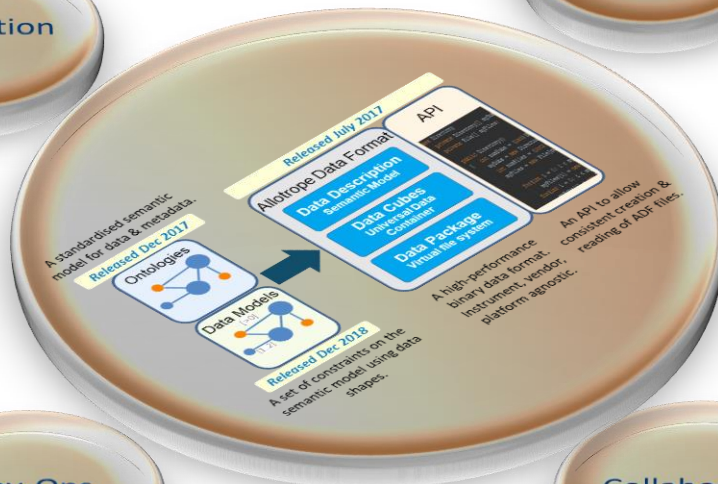 tion
Released July 2017
Allotrope Data Format
API
Data Description
Semantic Model
Data Cubes
Universal Data
Container
Data Package
Virtual file system
A standardised semantic
model for data & metadata.
Released Dec 2017
Ontologies
Data Models
[>0]
[1,2]
Released Dec 2018
A set of constraints on the
semantic model using data
shapes.
A high-performance
binary data format.
Instrument, vendor,
platform agnostic.
An API to allow
consistent creation &
reading of ADF files.